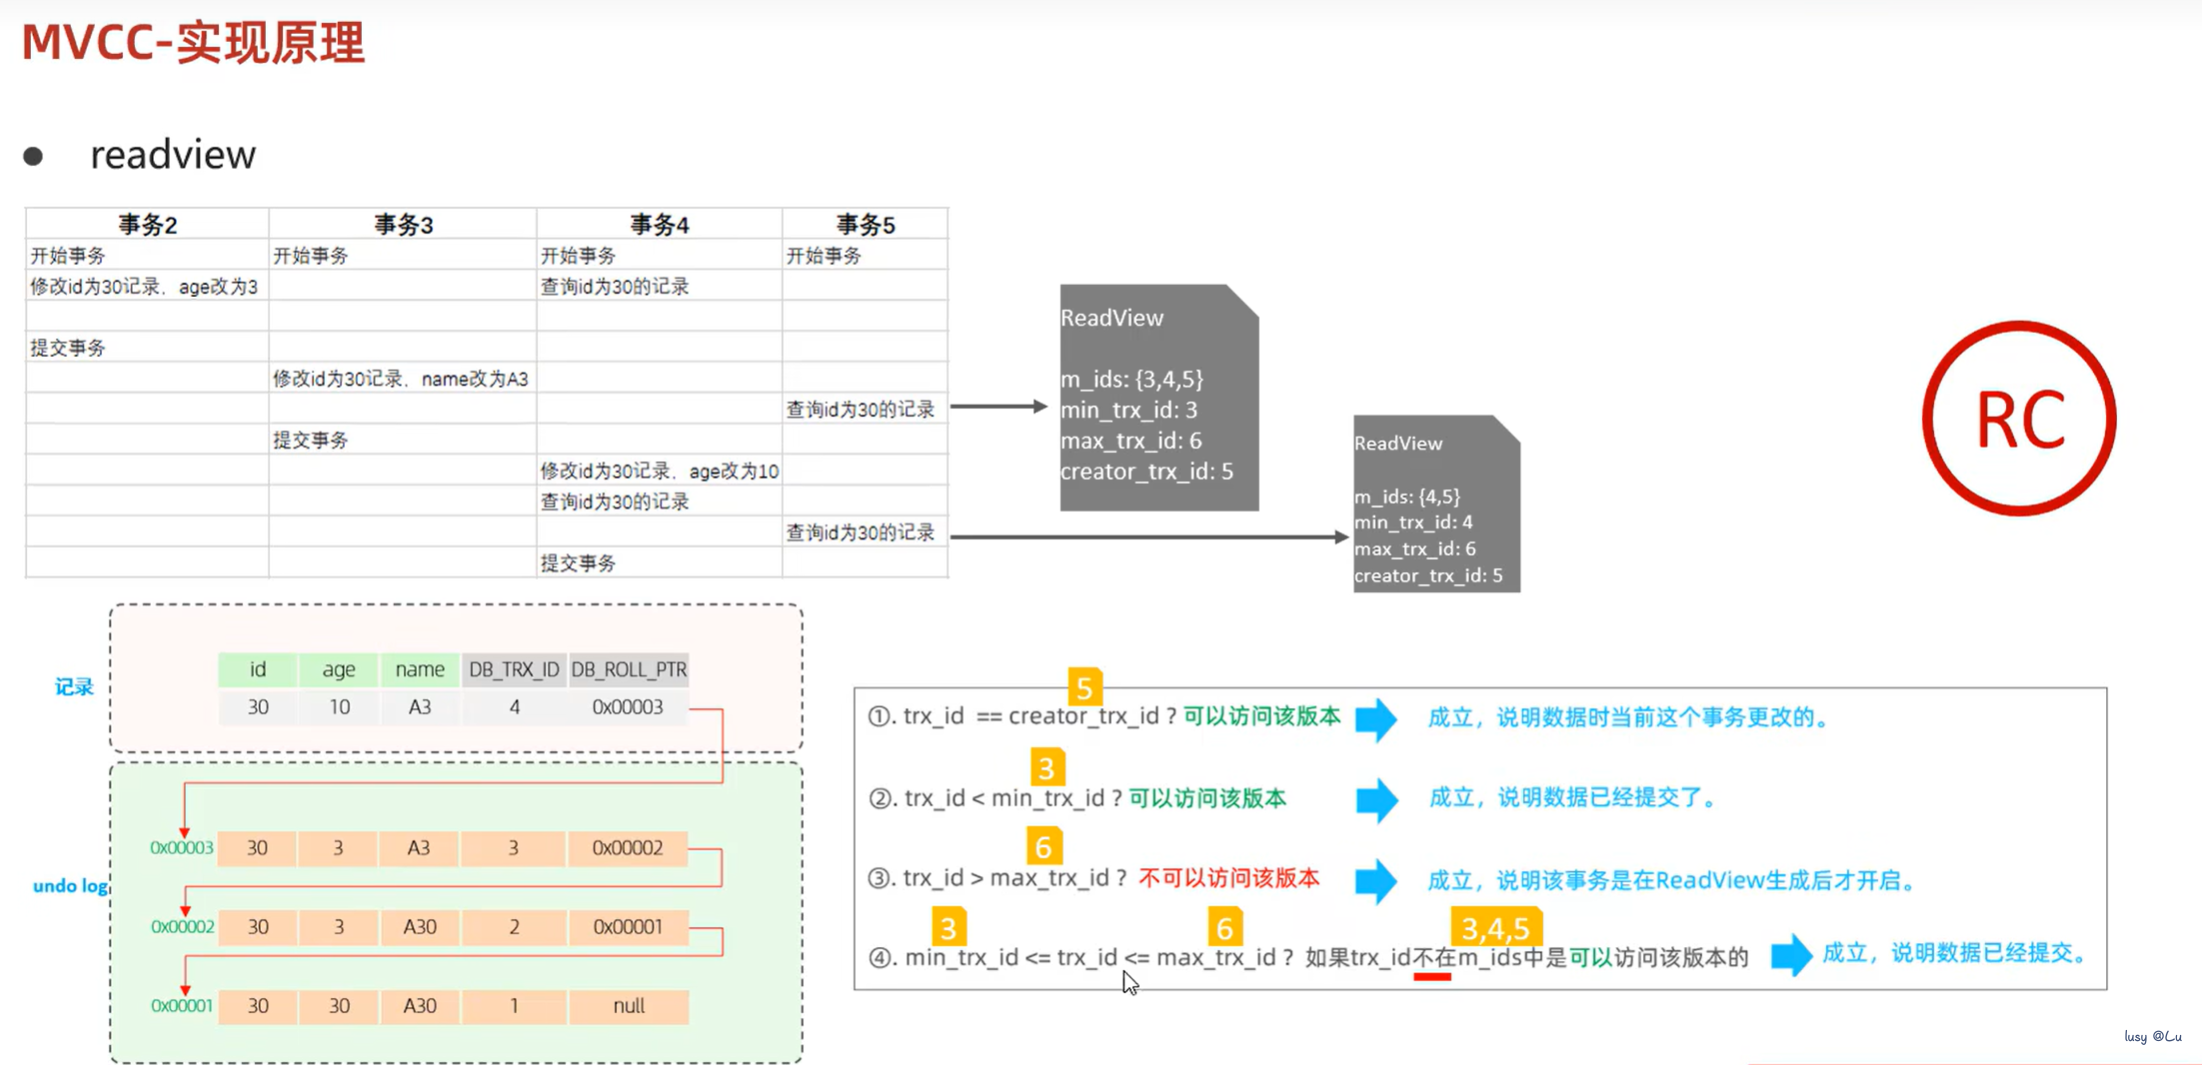 MVCC-实现原理
● readview
事务2 事务3 事务4 事务5
开始事务 开始事务 开始事务 开始事务
修改id为30记录，age改为3 查询id为30的记录
提交事务
修改id为30记录，name改为A3
查询id为30的记录
提交事务
修改id为30记录，age改为10
查询id为30的记录
查询id为30的记录
提交事务
ReadView
m_ids: {3,4,5}
min_trx_id: 3
max_trx_id: 6
creator_trx_id: 5
ReadView
m_ids: {4,5}
min_trx_id: 4
max_trx_id: 6
creator_trx_id: 5
RC
记录
id age name DB_TRX_ID DB_ROLL_PTR
30 10 A3 4 0x00003
undo log
0x00003 30 3 A3 3 0x00002
0x00002 30 3 A30 2 0x00001
0x00001 30 30 A30 1 null
5
①. trx_id == creator_trx_id ? 可以访问该版本 成立，说明数据时当前这个事务更改的。
3
②. trx_id < min_trx_id ? 可以访问该版本 成立，说明数据已经提交了。
6
③. trx_id > max_trx_id ? 不可以访问该版本 成立，说明该事务是在ReadView生成后才开启。
3 6 3,4,5
④. min_trx_id <= trx_id <= max_trx_id ? 如果trx_id不在m_ids中是可以访问该版本的 成立，说明数据已经提交。
lusy @Lu